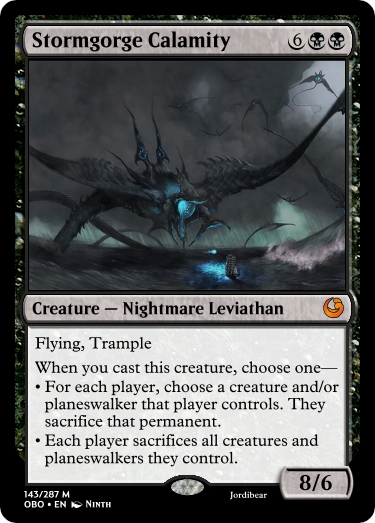 Stormgorge Calamity 6
Creature — Nightmare Leviathan
Flying, Trample
When you cast this creature, choose one—
• For each player, choose a creature and/or
planeswalker that player controls. They
sacrifice that permanent.
• Each player sacrifices all creatures and
planeswalkers they control.
8/6
143/287 M
OBO • EN NINTH
Jordibear